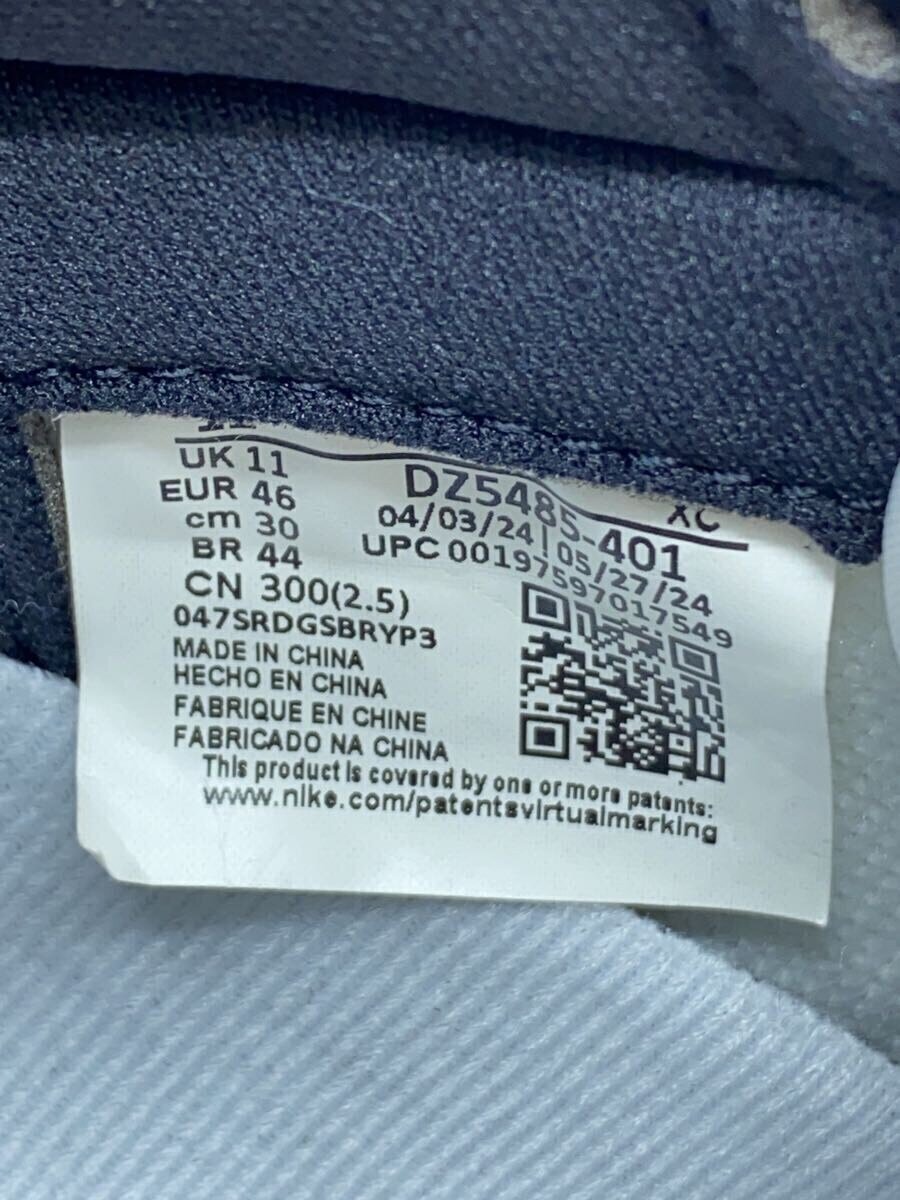 XC
UK 11
EUR 46
cm 30
BR 44
CN 300(2.5)
DZ5485-401
04/03/24 | 05/27/24
UPC 00197597017549
047SRDGSBRYP3
MADE IN CHINA
HECHO EN CHINA
FABRIQUE EN CHINE
FABRICADO NA CHINA
This product is covered by one or more patents:
www.nike.com/patentsvirtualmarking